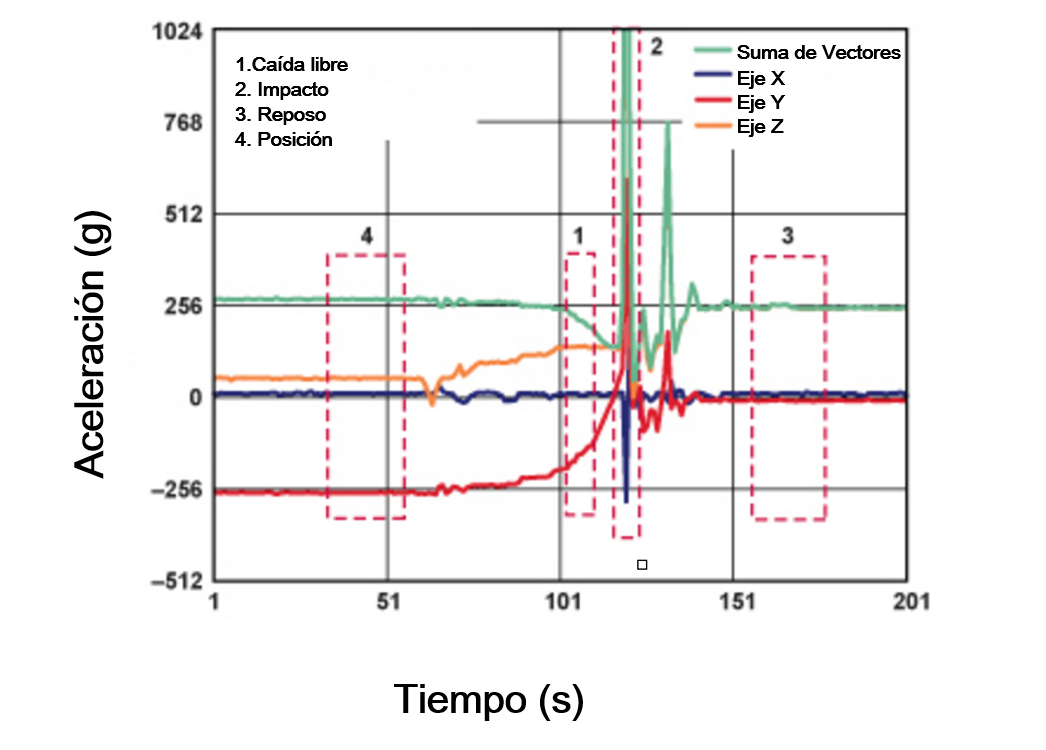 1024
768
512
256
0
–256
–512
1
51
101
151
201
Aceleración (g)
Tiempo (s)
1.Caída libre
2. Impacto
3. Reposo
4. Posición
Suma de Vectores
Eje X
Eje Y
Eje Z
2
4
1
3